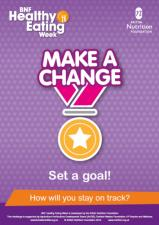 BNF
Healthy
Eating
Week
British
Nutrition
FOUNDATION
MAKE A
CHANGE
Set a goal!
How will you stay on track?